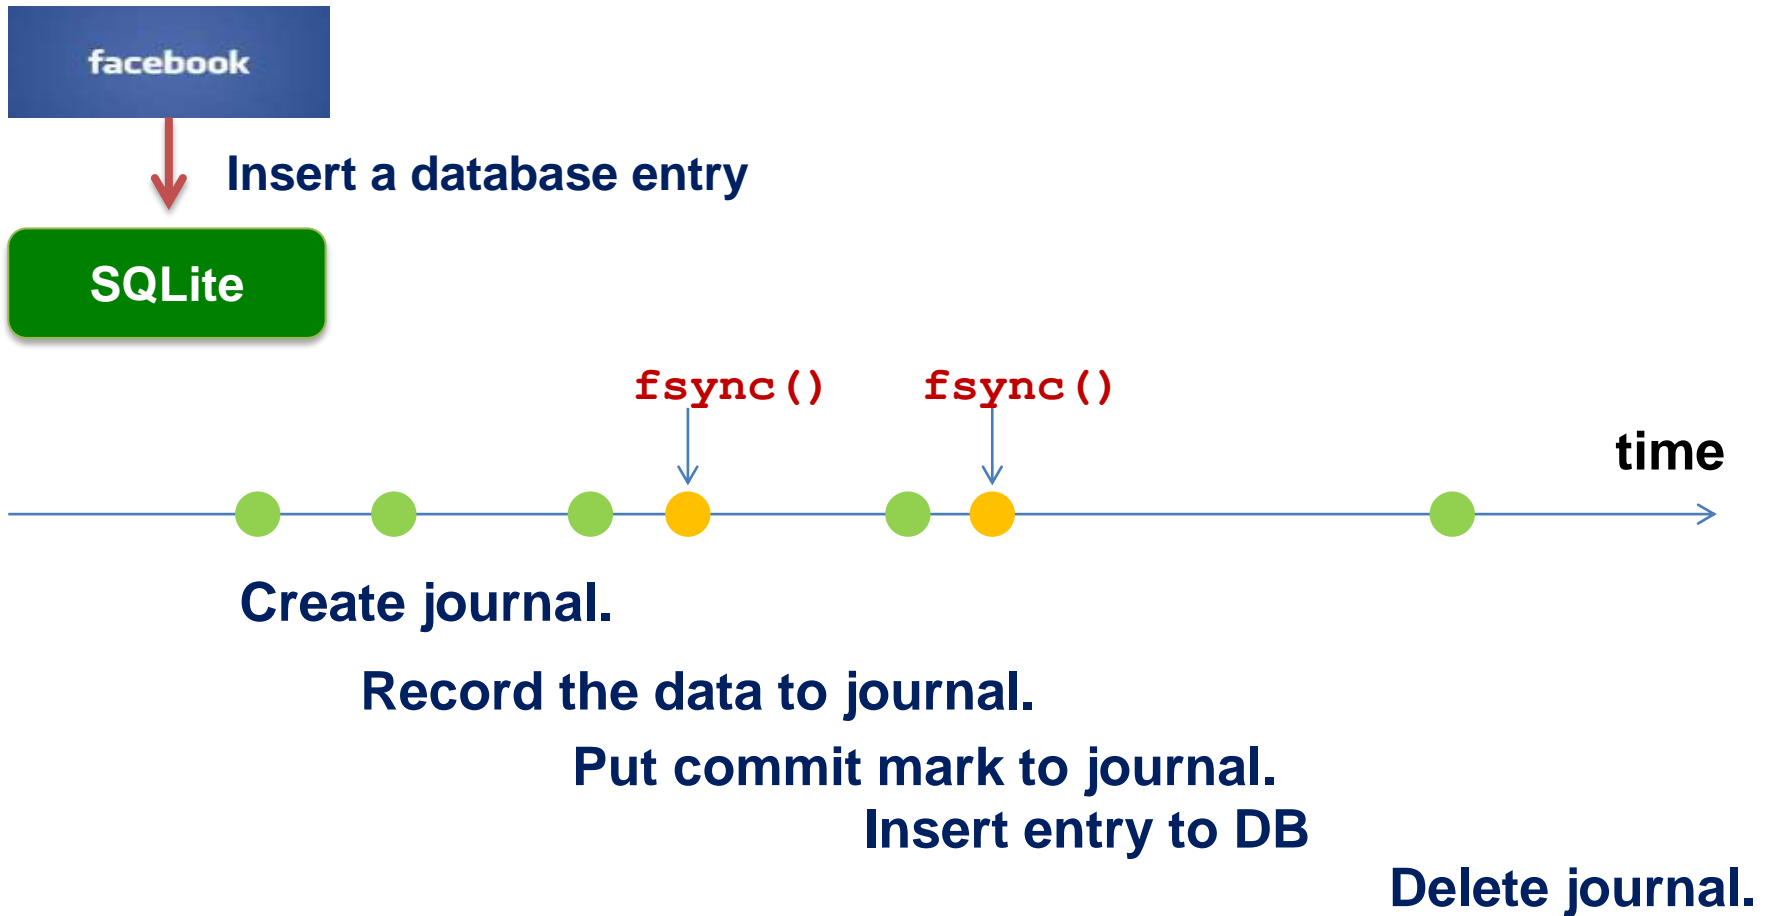 facebook
Insert a database entry
SQLite
fsync() fsync()
time
Create journal.
Record the data to journal.
Put commit mark to journal.
Insert entry to DB
Delete journal.